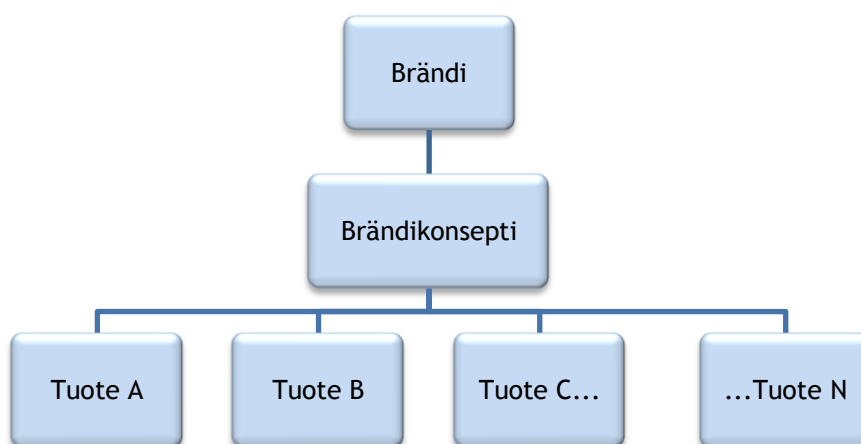 Brändi
Brändikonsepti
Tuote A
Tuote B
Tuote C...
...Tuote N